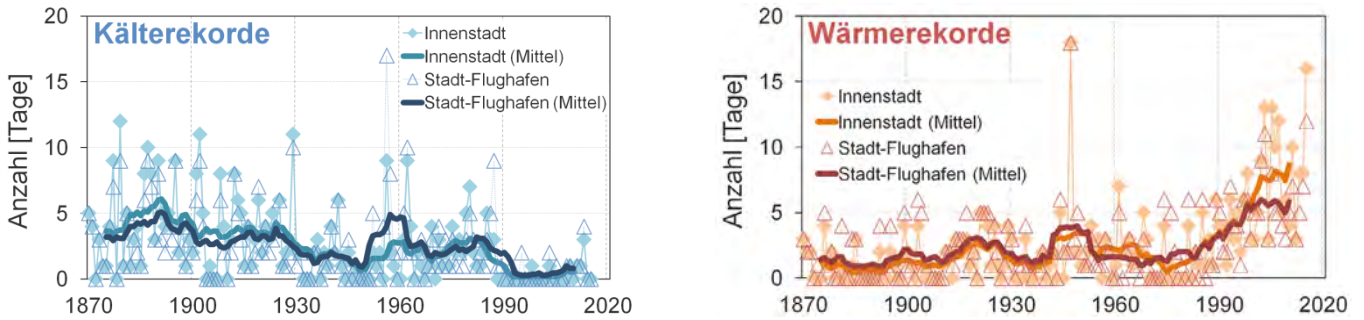 Kälterekorde
Innenstadt
Innenstadt (Mittel)
Stadt-Flughafen
Stadt-Flughafen (Mittel)
Anzahl [Tage]
20
15
10
5
0
1870 1900 1930 1960 1990 2020
Wärmerekorde
Innenstadt
Innenstadt (Mittel)
Stadt-Flughafen
Stadt-Flughafen (Mittel)
Anzahl [Tage]
20
15
10
5
0
1870 1900 1930 1960 1990 2020